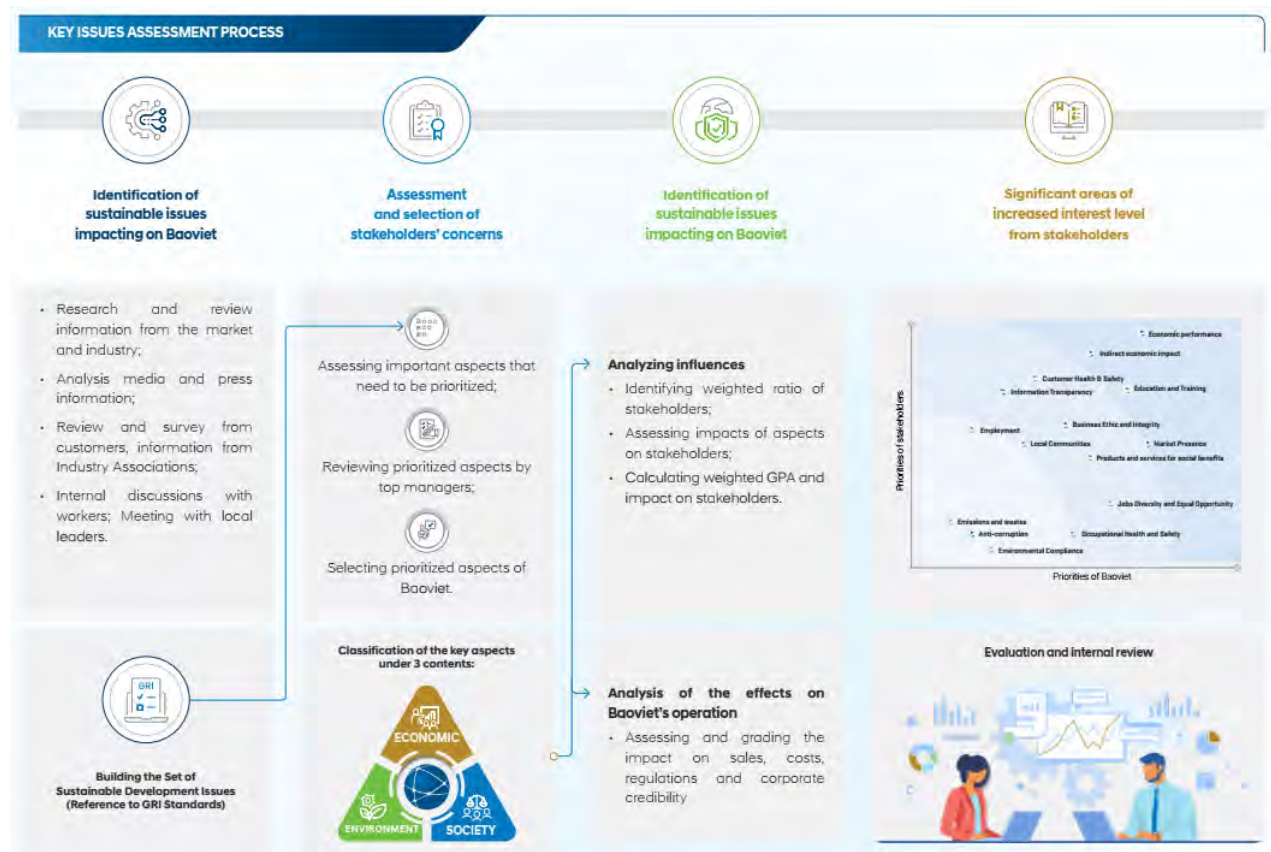 KEY ISSUES ASSESSMENT PROCESS
Identification of
sustainable issues
impacting on Baoviet
Assessment
and selection of
stakeholders' concerns
Identification of
sustainable issues
impacting on Baoviet
Significant areas of
increased interest level
from stakeholders
• Research and review
information from the market
and industry;
• Analysis media and press
information;
• Review and survey from
customers, information from
Industry Associations;
• Internal discussions with
workers; Meeting with local
leaders.
GRI
Building the Set of
Sustainable Development Issues
(Reference to GRI Standards)
Assessing important aspects that
need to be prioritized;
Reviewing prioritized aspects by
top managers;
Selecting prioritized aspects of
Baoviet.
Classification of the key aspects
under 3 contents:
ECONOMIC
ENVIRONMENT
SOCIETY
Analyzing influences
• Identifying weighted ratio of
stakeholders;
• Assessing impacts of aspects
on stakeholders;
• Calculating weighted GPA and
impact on stakeholders.
Analysis of the effects on
Baoviet's operation
• Assessing and grading the
impact on sales, costs,
regulations and corporate
credibility
Priorities of stakeholders
Economic performance
Indirect economic impact
Customer Health & Safety
Information Transparency
Education and Training
Employment
Business Ethic and Integrity
Local Communities
Market Presence
Products and services for social benefits
Jobs Diversity and Equal Opportunity
Emissions and wastes
Anti-corruption
Occupational Health and Safety
Environmental Compliance
Priorities of Baoviet
Evaluation and internal review